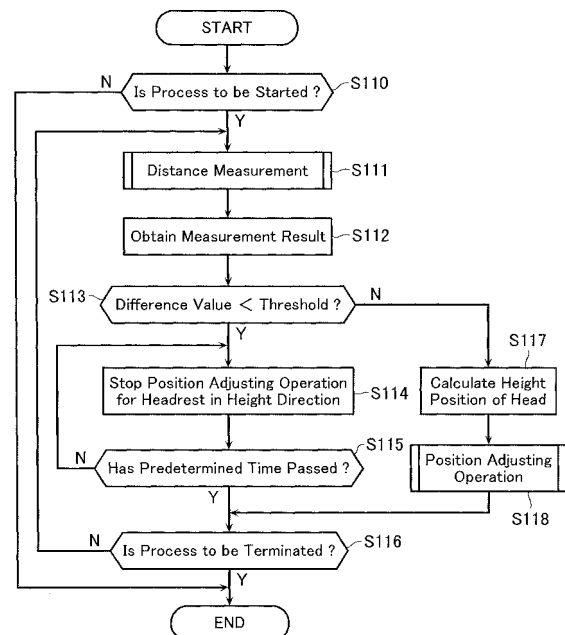 START
N
Is Process to be Started ?
S110
Y
Distance Measurement
S111
Obtain Measurement Result
S112
S113
Difference Value < Threshold ?
N
Y
S117
Stop Position Adjusting Operation
for Headrest in Height Direction
S114
Calculate Height
Position of Head
S115
N
Has Predetermined Time Passed ?
Position Adjusting
Operation
Y
S118
N
Is Process to be Terminated ?
S116
Y
END